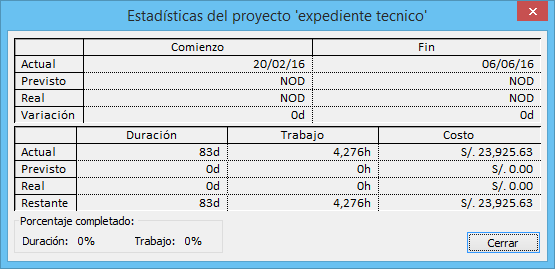 Estadísticas del proyecto 'expediente tecnico'
Comienzo Fin
Actual 20/02/16 06/06/16
Previsto NOD NOD
Real NOD NOD
Variación 0d 0d
Duración Trabajo Costo
Actual 83d 4,276h S/. 23,925.63
Previsto 0d 0h S/. 0.00
Real 0d 0h S/. 0.00
Restante 83d 4,276h S/. 23,925.63
Porcentaje completado:
Duración: 0% Trabajo: 0% Cerrar